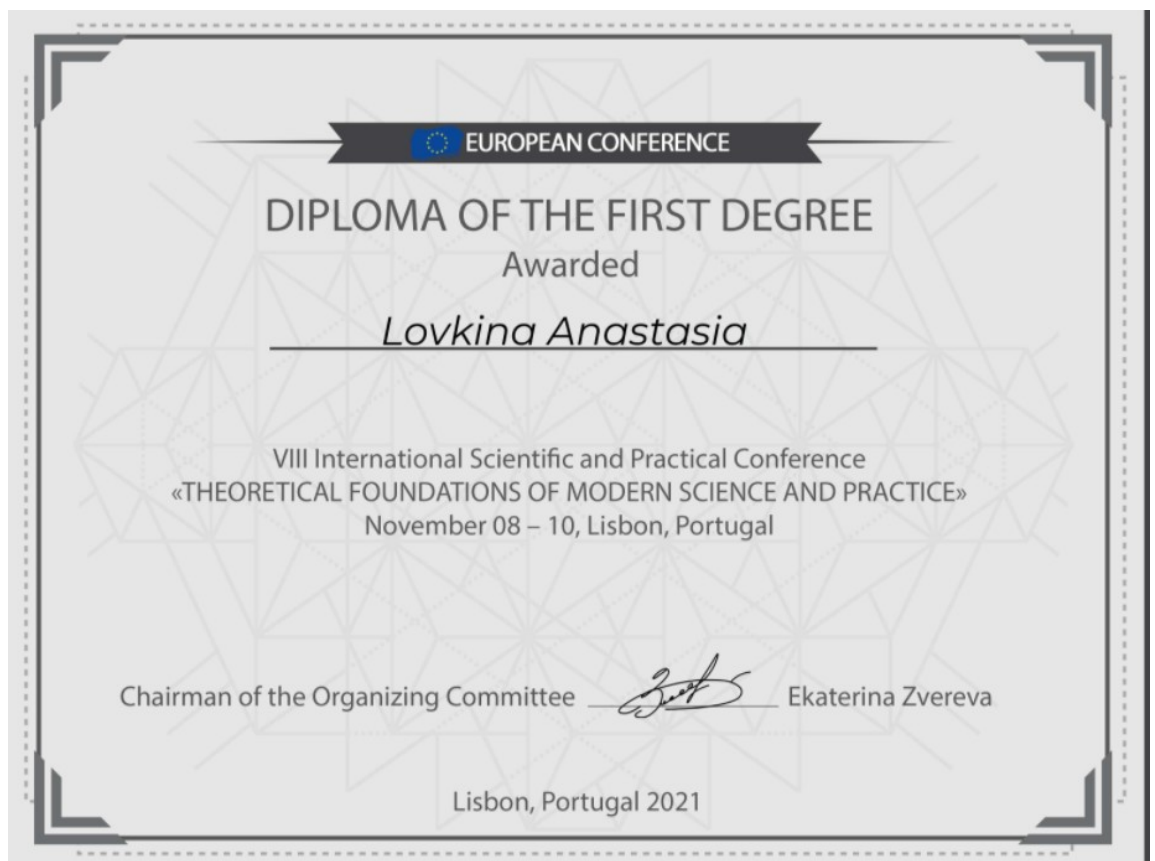 EUROPEAN CONFERENCE
DIPLOMA OF THE FIRST DEGREE
Awarded
Lovkina Anastasia
VIII International Scientific and Practical Conference
«THEORETICAL FOUNDATIONS OF MODERN SCIENCE AND PRACTICE»
November 08 – 10, Lisbon, Portugal
Chairman of the Organizing Committee Ekaterina Zvereva
Lisbon, Portugal 2021